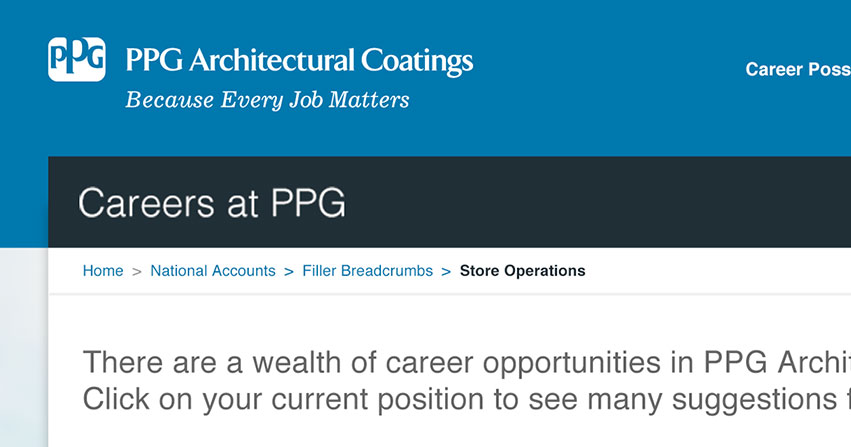 PPG
PPG Architectural Coatings
Because Every Job Matters
Career Poss
Careers at PPG
Home > National Accounts > Filler Breadcrumbs > Store Operations
There are a wealth of career opportunities in PPG Archi
Click on your current position to see many suggestions f